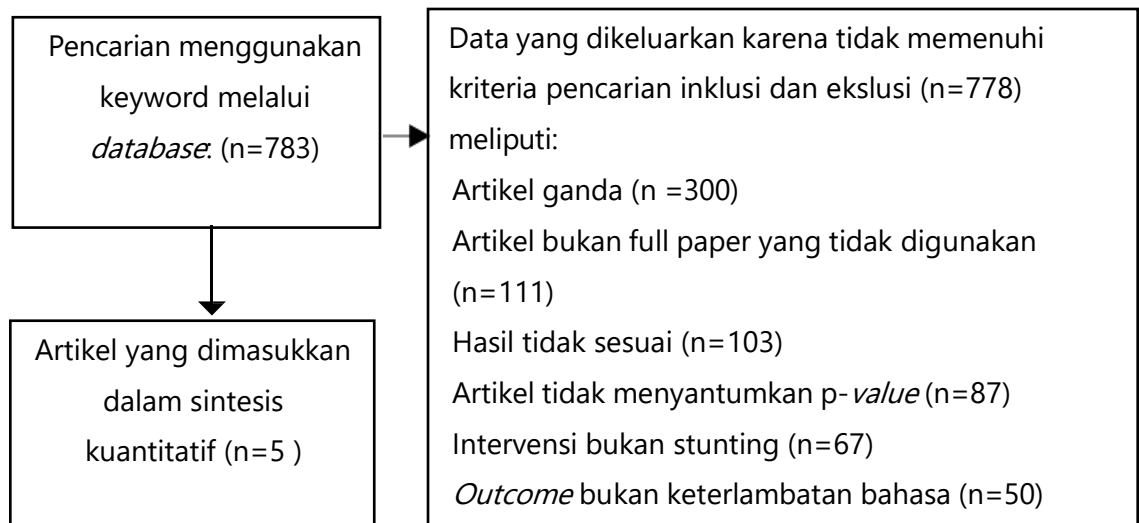 Pencarian menggunakan
keyword melalui
database: (n=783)
Data yang dikeluarkan karena tidak memenuhi
kriteria pencarian inklusi dan ekslusi (n=778)
meliputi:
Artikel ganda (n =300)
Artikel bukan full paper yang tidak digunakan
(n=111)
Hasil tidak sesuai (n=103)
Artikel tidak menyantumkan p-value (n=87)
Intervensi bukan stunting (n=67)
Outcome bukan keterlambatan bahasa (n=50)
Artikel yang dimasukkan
dalam sintesis
kuantitatif (n=5 )